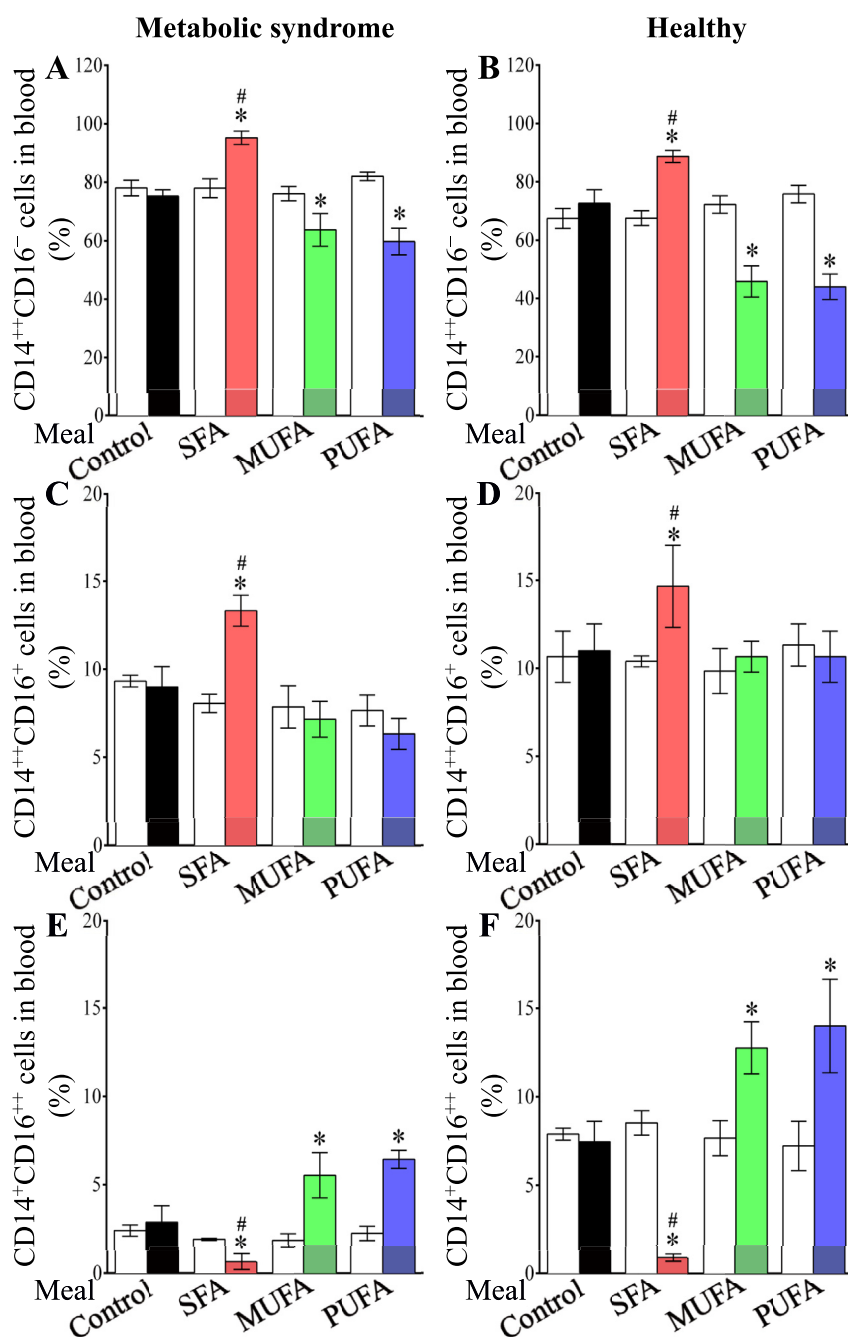 Metabolic syndrome
Healthy
A
CD14⁺⁺CD16⁻ cells in blood
(%)
120
100
80
60
40
20
0
#
*
*
*
Meal
Control
SFA
MUFA
PUFA
B
CD14⁺⁺CD16⁻ cells in blood
(%)
120
100
80
60
40
20
0
#
*
*
*
Meal
Control
SFA
MUFA
PUFA
C
CD14⁺⁺CD16⁺ cells in blood
(%)
20
15
10
5
0
#
*
Meal
Control
SFA
MUFA
PUFA
D
CD14⁺⁺CD16⁺ cells in blood
(%)
20
15
10
5
0
#
*
Meal
Control
SFA
MUFA
PUFA
E
CD14⁺CD16⁺⁺ cells in blood
(%)
20
15
10
5
0
#
*
*
*
Meal
Control
SFA
MUFA
PUFA
F
CD14⁺CD16⁺⁺ cells in blood
(%)
20
15
10
5
0
#
*
*
*
Meal
Control
SFA
MUFA
PUFA